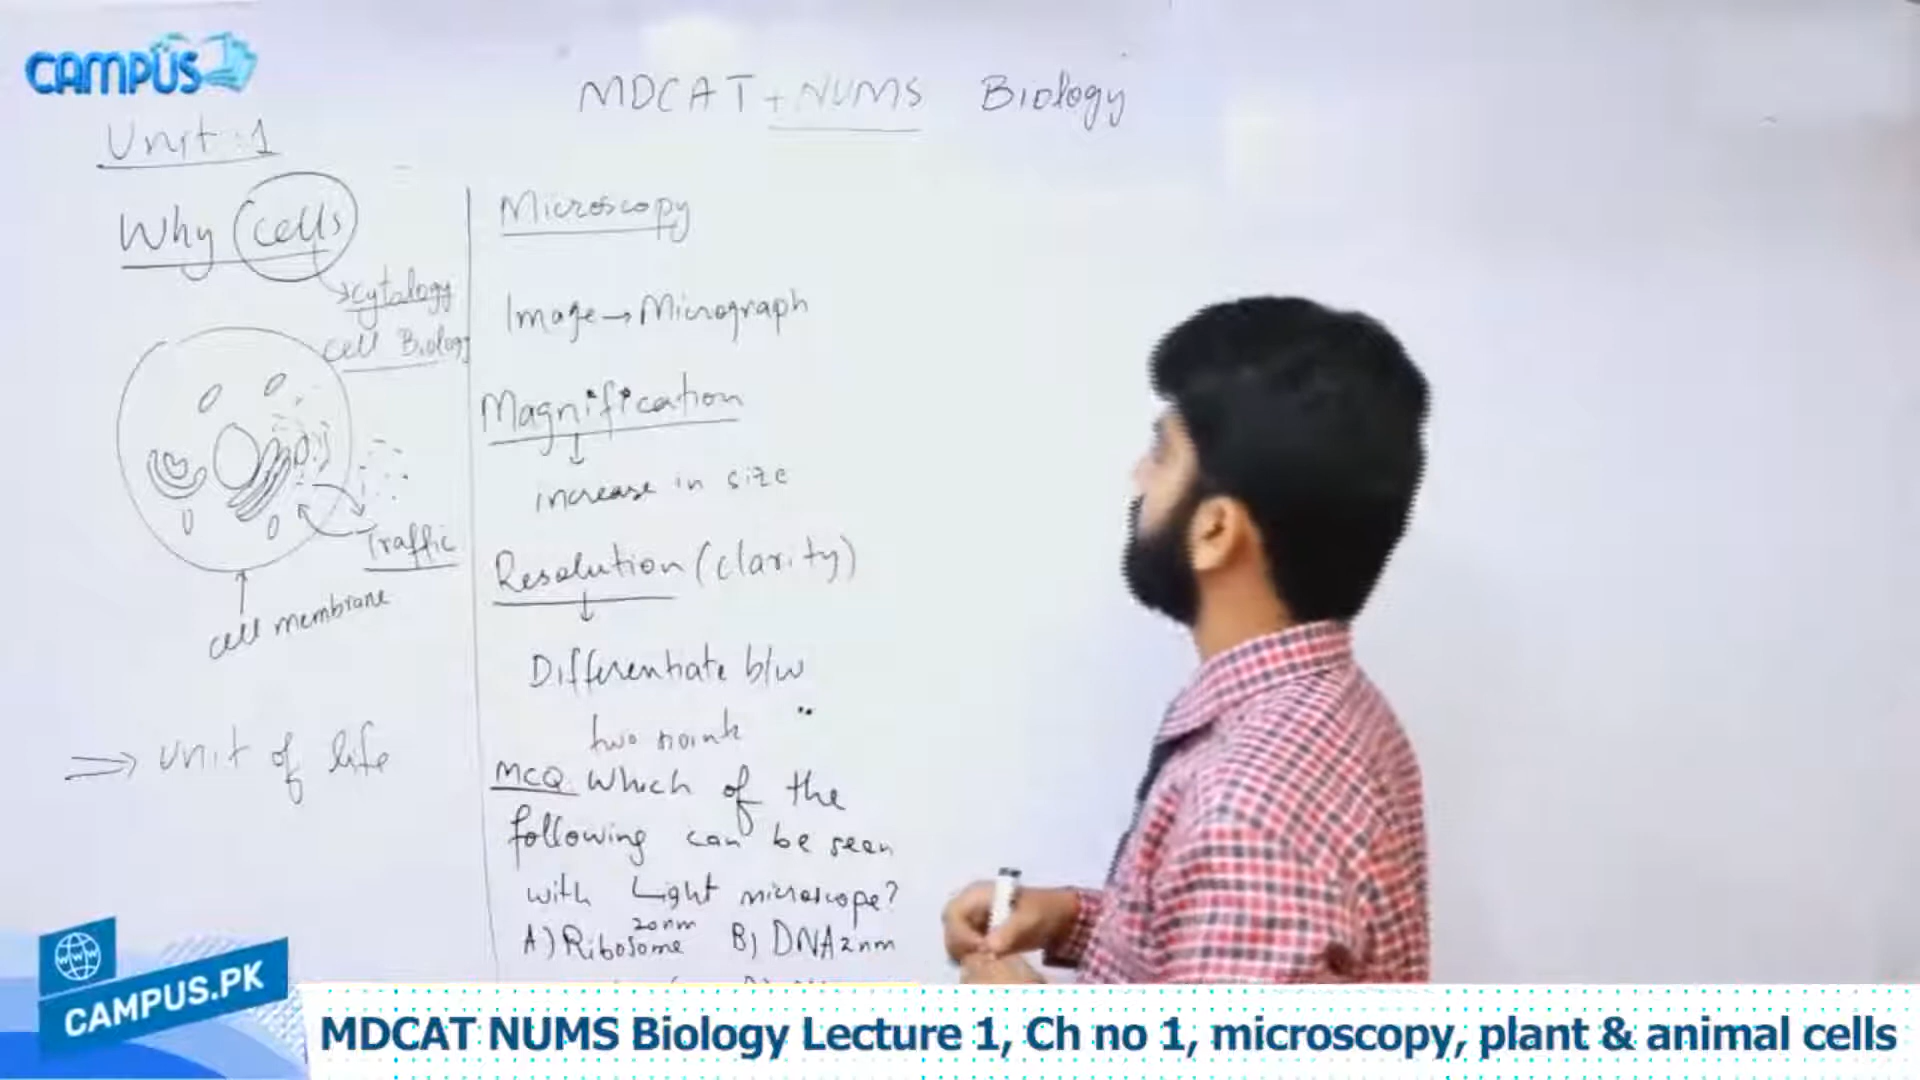 CAMPUS
MDCAT + NUMS Biology
Unit: 1
Why cells
cytology
cell Biology
Traffic
cell membrane
unit of life
Microscopy
Image → Micrograph
Magnification
increase in size
Resolution (clarity)
Differentiate b/w
two
MCQ Which of the
following can be seen
with Light microscope?
20nm
A) Ribosome B) DNA 2nm
CAMPUS.PK
MDCAT NUMS Biology Lecture 1, Ch no 1, microscopy, plant & animal cells